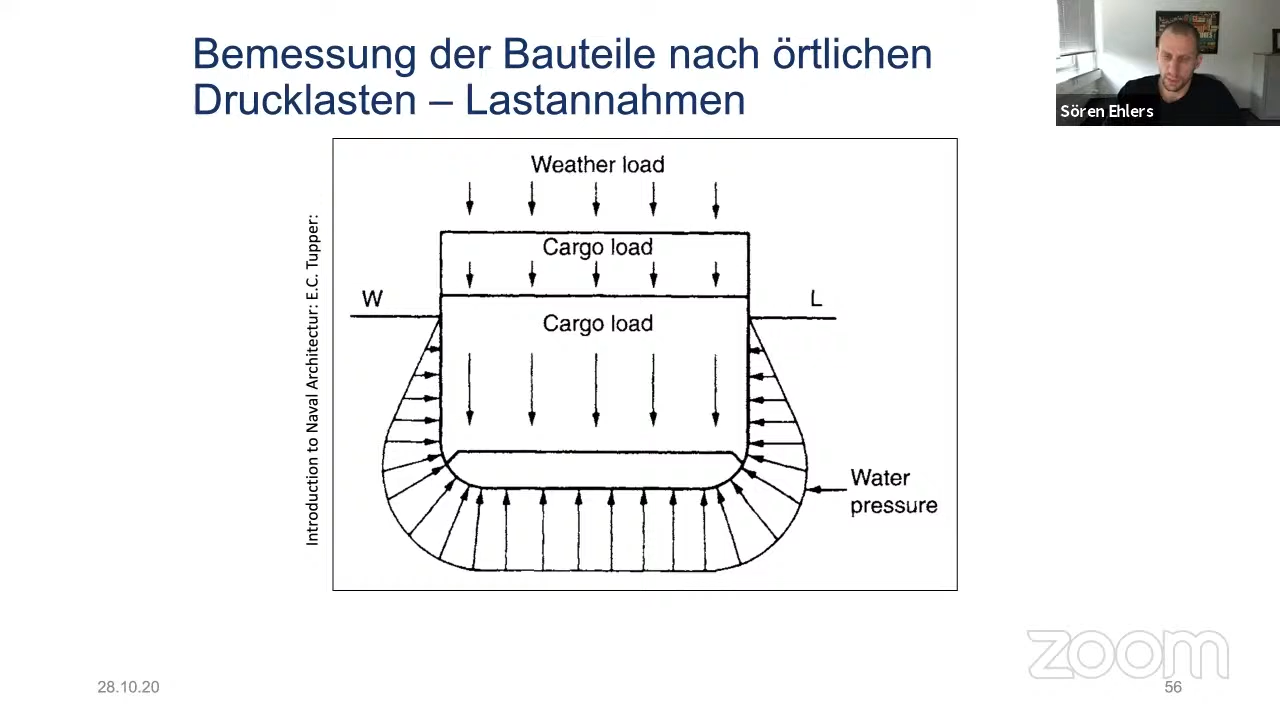 Bemessung der Bauteile nach örtlichen
Drucklasten – Lastannahmen
Sören Ehlers
Introduction to Naval Architectur: E.C. Tupper:
Weather load
Cargo load
W
L
Cargo load
Water
pressure
zoom
28.10.20
56